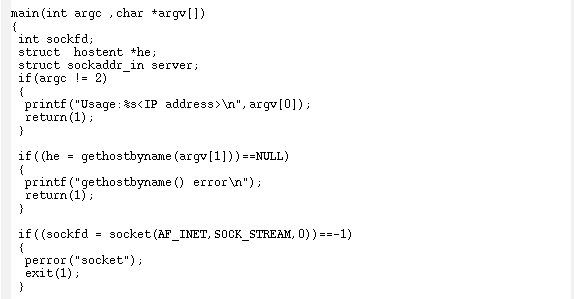 main(int argc ,char *argv[])
{
int sockfd;
struct  hostent *he;
struct sockaddr_in server;
if(argc != 2)
{
printf("Usage:%s<IP address>\n",argv[0]);
return(1);
}
if((he = gethostbyname(argv[1]))==NULL)
{
printf("gethostbyname() error\n");
return(1);
}
if((sockfd = socket(AF_INET,SOCK_STREAM,0))==-1)
{
perror("socket");
exit(1);
}